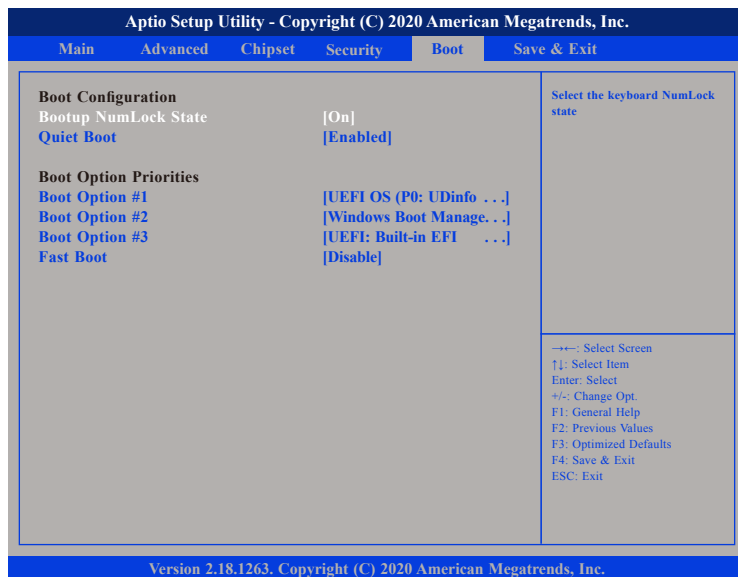 Aptio Setup Utility - Copyright (C) 2020 American Megatrends, Inc.
Main Advanced Chipset Security Boot Save & Exit
Boot Configuration
Bootup NumLock State [On]
Quiet Boot [Enabled]
Boot Option Priorities
Boot Option #1 [UEFI OS (P0: UDinfo . . .]
Boot Option #2 [Windows Boot Manage. . .]
Boot Option #3 [UEFI: Built-in EFI . . .]
Fast Boot [Disable]
Select the keyboard NumLock
state
→←: Select Screen
↑↓: Select Item
Enter: Select
+/-: Change Opt.
F1: General Help
F2: Previous Values
F3: Optimized Defaults
F4: Save & Exit
ESC: Exit
Version 2.18.1263. Copyright (C) 2020 American Megatrends, Inc.